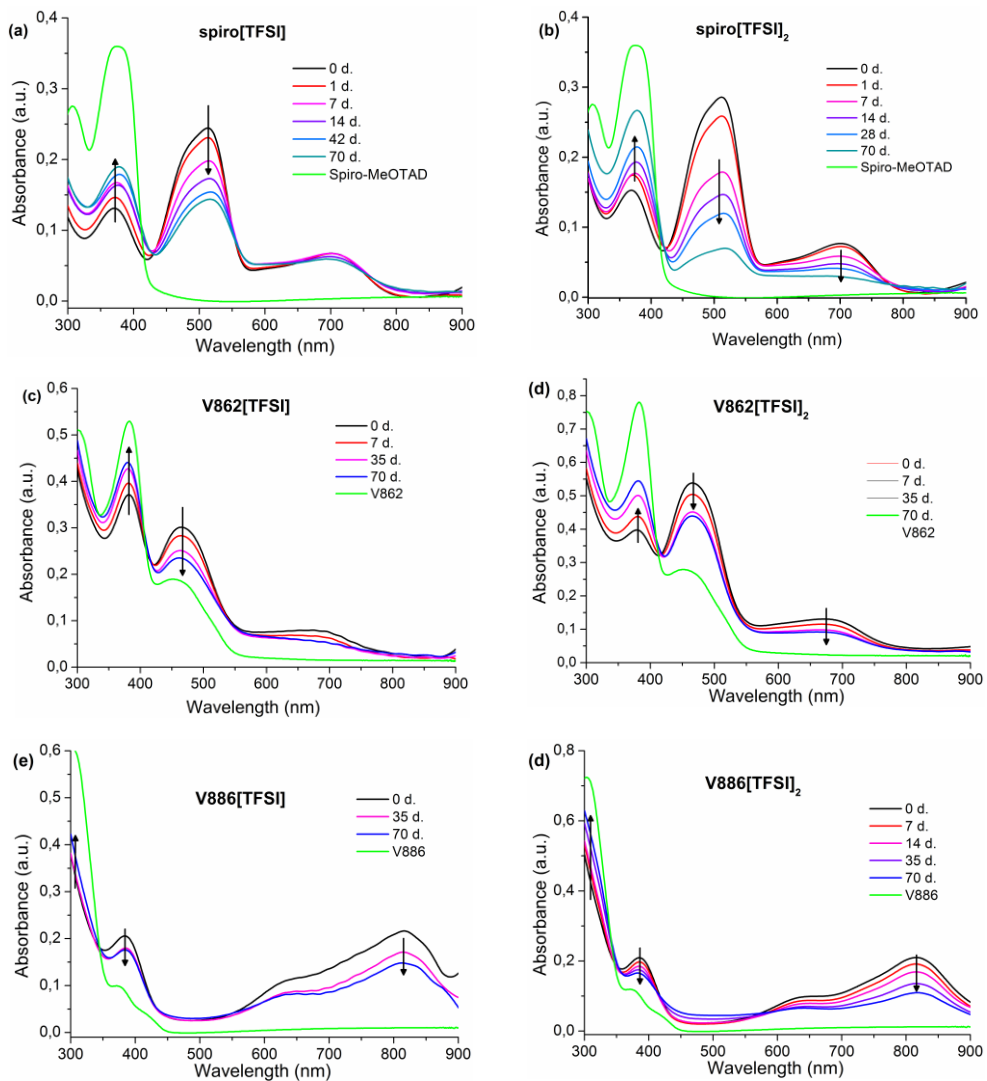 (a)
spiro[TFSI]
0 d.
1 d.
7 d.
14 d.
42 d.
70 d.
Spiro-MeOTAD
0,4
0,3
0,2
0,1
0,0
Absorbance (a.u.)
300 400 500 600 700 800 900
Wavelength (nm)
(b)
spiro[TFSI]₂
0 d.
1 d.
7 d.
14 d.
28 d.
70 d.
Spiro-MeOTAD
0,4
0,3
0,2
0,1
0,0
Absorbance (a.u.)
300 400 500 600 700 800 900
Wavelength (nm)
(c)
V862[TFSI]
0 d.
7 d.
35 d.
70 d.
V862
0,6
0,5
0,4
0,3
0,2
0,1
0,0
Absorbance (a.u.)
300 400 500 600 700 800 900
Wavelength (nm)
(d)
V862[TFSI]₂
0 d.
7 d.
35 d.
70 d.
V862
0,8
0,7
0,6
0,5
0,4
0,3
0,2
0,1
0,0
Absorbance (a.u.)
300 400 500 600 700 800 900
Wavelength (nm)
(e)
V886[TFSI]
0 d.
35 d.
70 d.
V886
0,6
0,5
0,4
0,3
0,2
0,1
0,0
Absorbance (a.u.)
300 400 500 600 700 800 900
Wavelength (nm)
(d)
V886[TFSI]₂
0 d.
7 d.
14 d.
35 d.
70 d.
V886
0,8
0,6
0,4
0,2
0,0
Absorbance (a.u.)
300 400 500 600 700 800 900
Wavelength (nm)